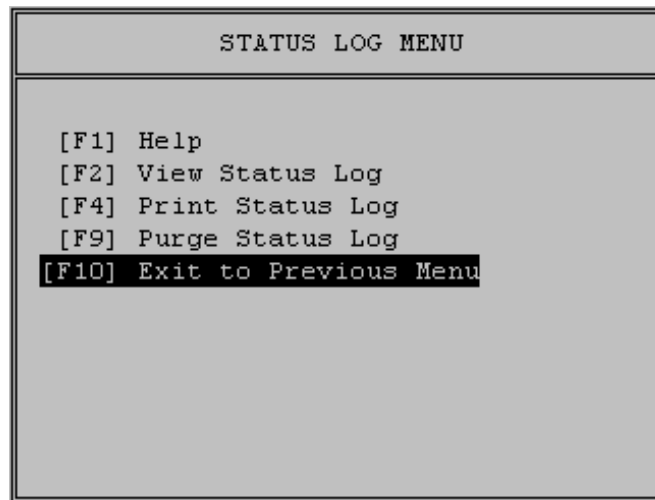 STATUS LOG MENU
[F1] Help
[F2] View Status Log
[F4] Print Status Log
[F9] Purge Status Log
[F10] Exit to Previous Menu